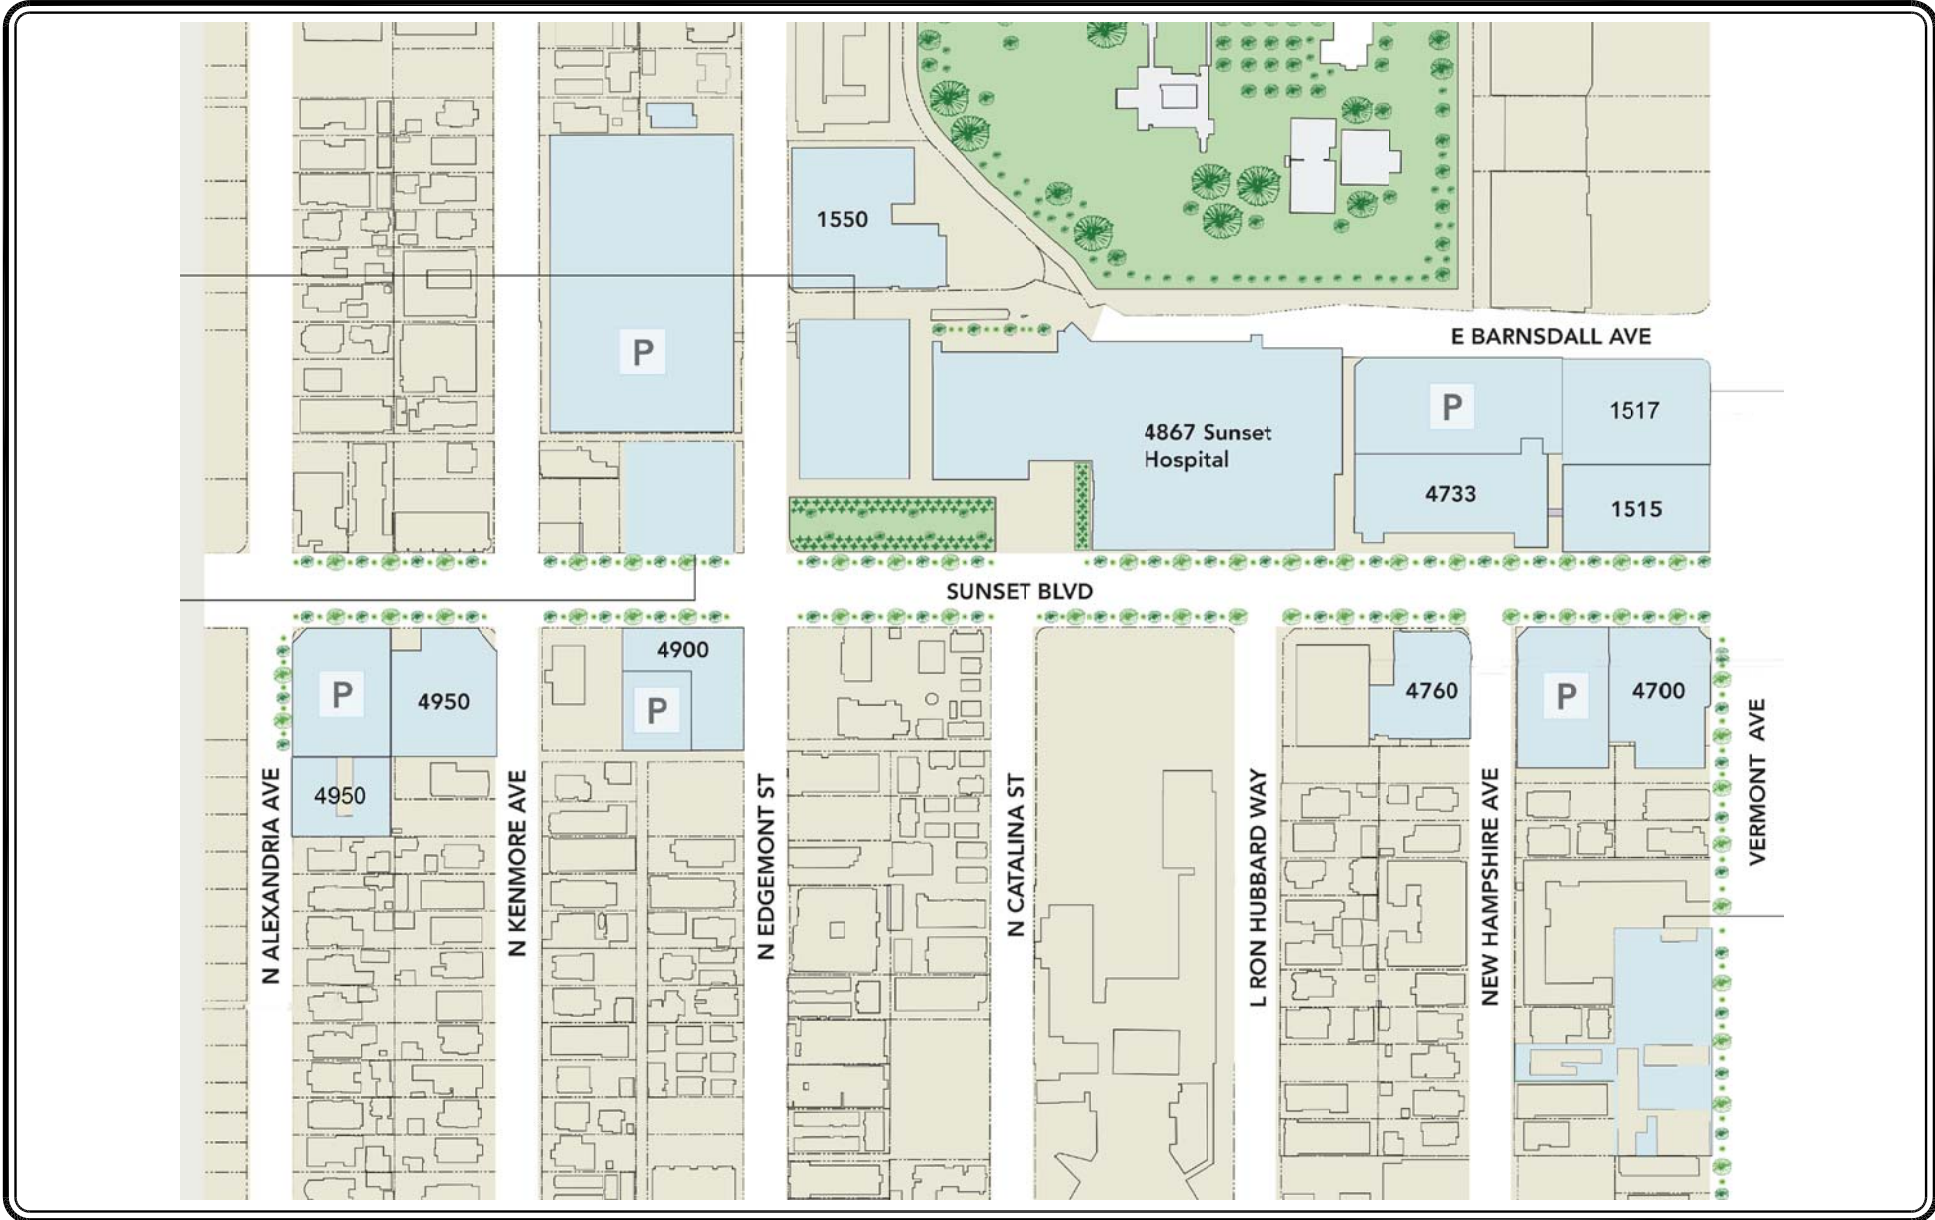 1550
E BARNSDALL AVE
P
P
1517
4867 Sunset
Hospital
4733
1515
SUNSET BLVD
4900
P
4950
P
4760
P
4700
4950
N ALEXANDRIA AVE
N KENMORE AVE
N EDGEMONT ST
N CATALINA ST
L RON HUBBARD WAY
NEW HAMPSHIRE AVE
VERMONT AVE